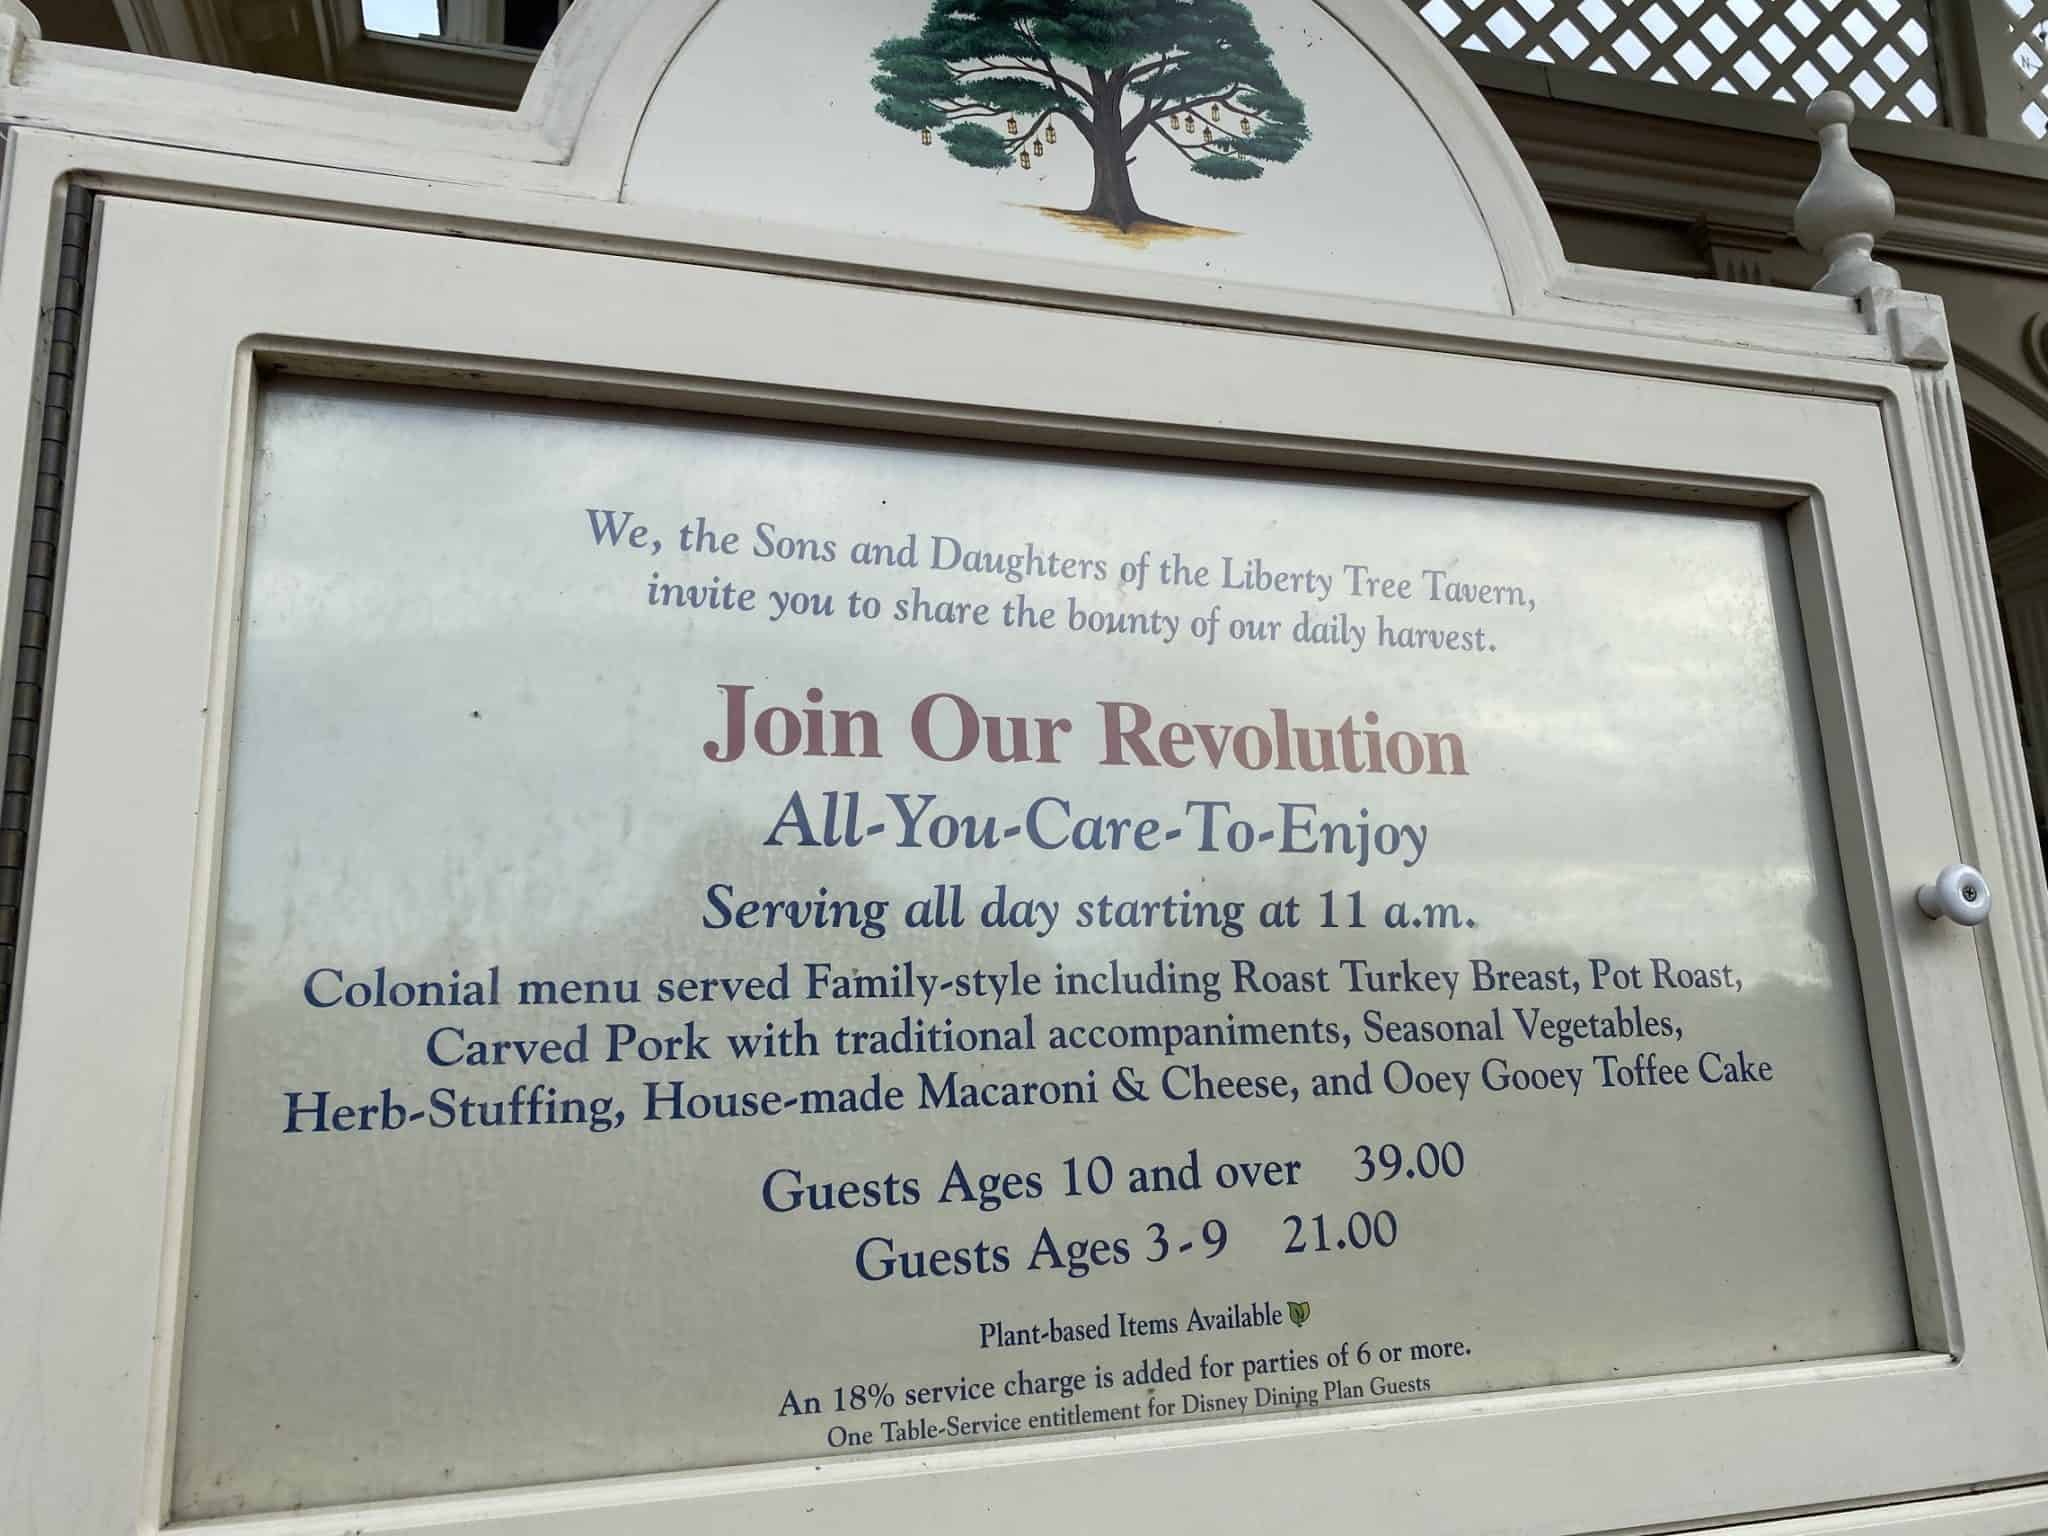 We, the Sons and Daughters of the Liberty Tree Tavern,
invite you to share the bounty of our daily harvest.
Join Our Revolution
All-You-Care-To-Enjoy
Serving all day starting at 11 a.m.
Colonial menu served Family-style including Roast Turkey Breast, Pot Roast,
Carved Pork with traditional accompaniments, Seasonal Vegetables,
Herb-Stuffing, House-made Macaroni & Cheese, and Ooey Gooey Toffee Cake
Guests Ages 10 and over 39.00
Guests Ages 3-9 21.00
Plant-based Items Available
An 18% service charge is added for parties of 6 or more.
One Table-Service entitlement for Disney Dining Plan Guests